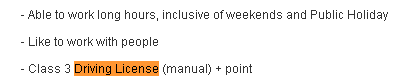 - Able to work long hours, inclusive of weekends and Public Holiday
- Like to work with people
- Class 3 Driving License (manual) + point